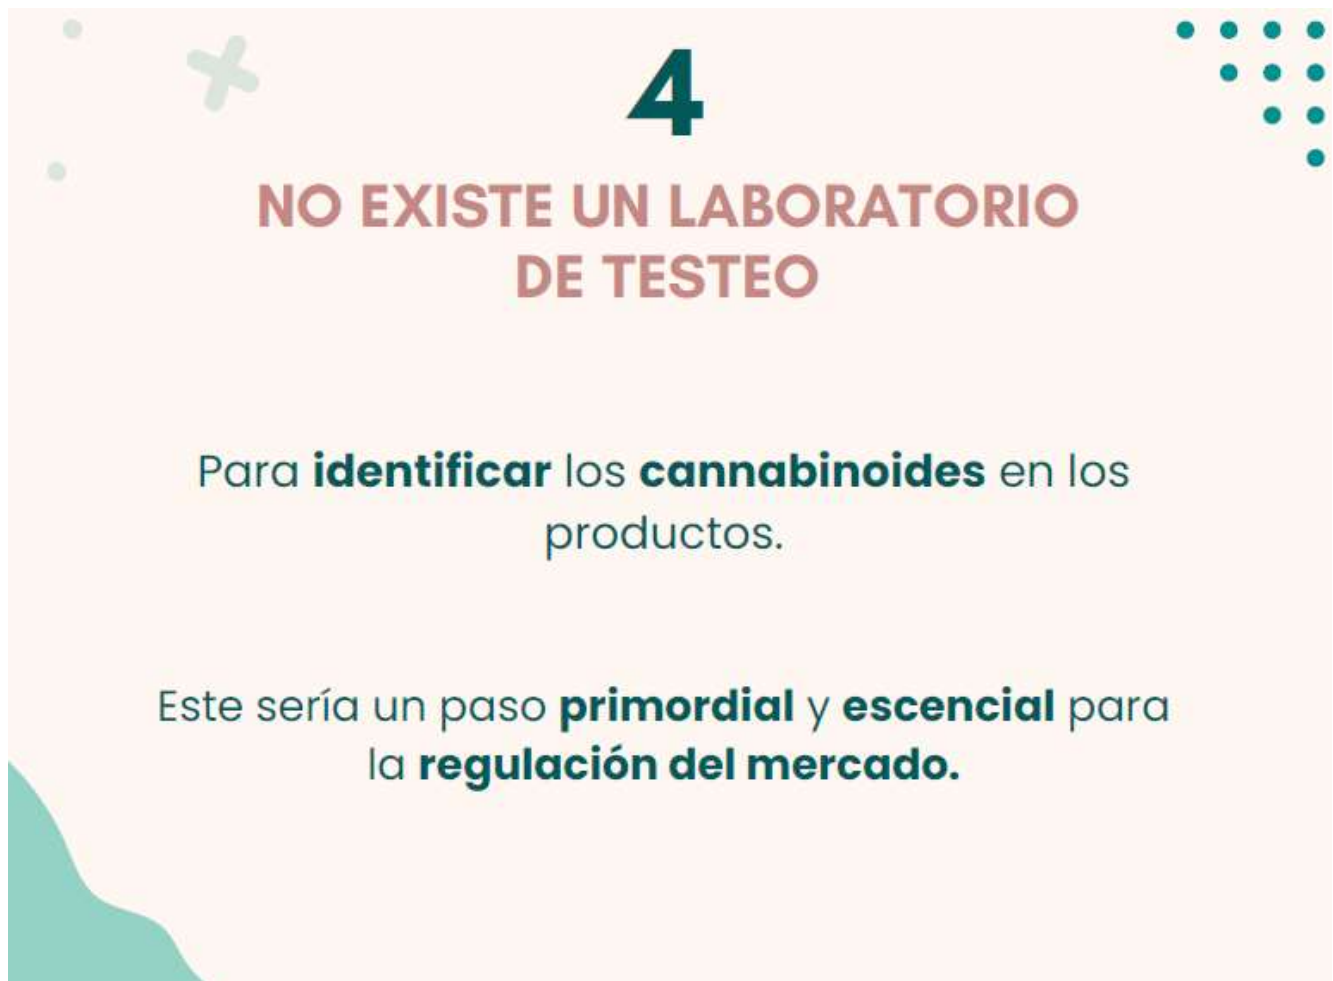 4
NO EXISTE UN LABORATORIO
DE TESTEO
Para identificar los cannabinoides en los
productos.
Este sería un paso primordial y escencial para
la regulación del mercado.